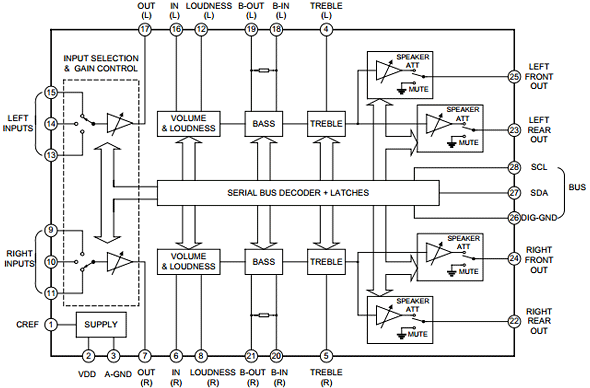 OUT IN LOUDNESS B-OUT B-IN TREBLE
(L) (L) (L) (L) (L) (L)
17 16 12 19 18 4
INPUT SELECTION
& GAIN CONTROL
SPEAKER
ATT
MUTE
25
LEFT
FRONT
OUT
15
LEFT
INPUTS
14
13
VOLUME
& LOUDNESS
BASS
TREBLE
SPEAKER
ATT
MUTE
23
LEFT
REAR
OUT
SERIAL BUS DECODER + LATCHES
28 SCL
27 SDA
26 DIG-GND
BUS
9
RIGHT
INPUTS
10
11
VOLUME
& LOUDNESS
BASS
TREBLE
SPEAKER
ATT
MUTE
24
RIGHT
FRONT
OUT
SPEAKER
ATT
MUTE
22
RIGHT
REAR
OUT
CREF 1
SUPPLY
2 3 7 6 8 21 20 5
VDD A-GND OUT IN LOUDNESS B-OUT B-IN TREBLE
(R) (R) (R) (R) (R) (R)